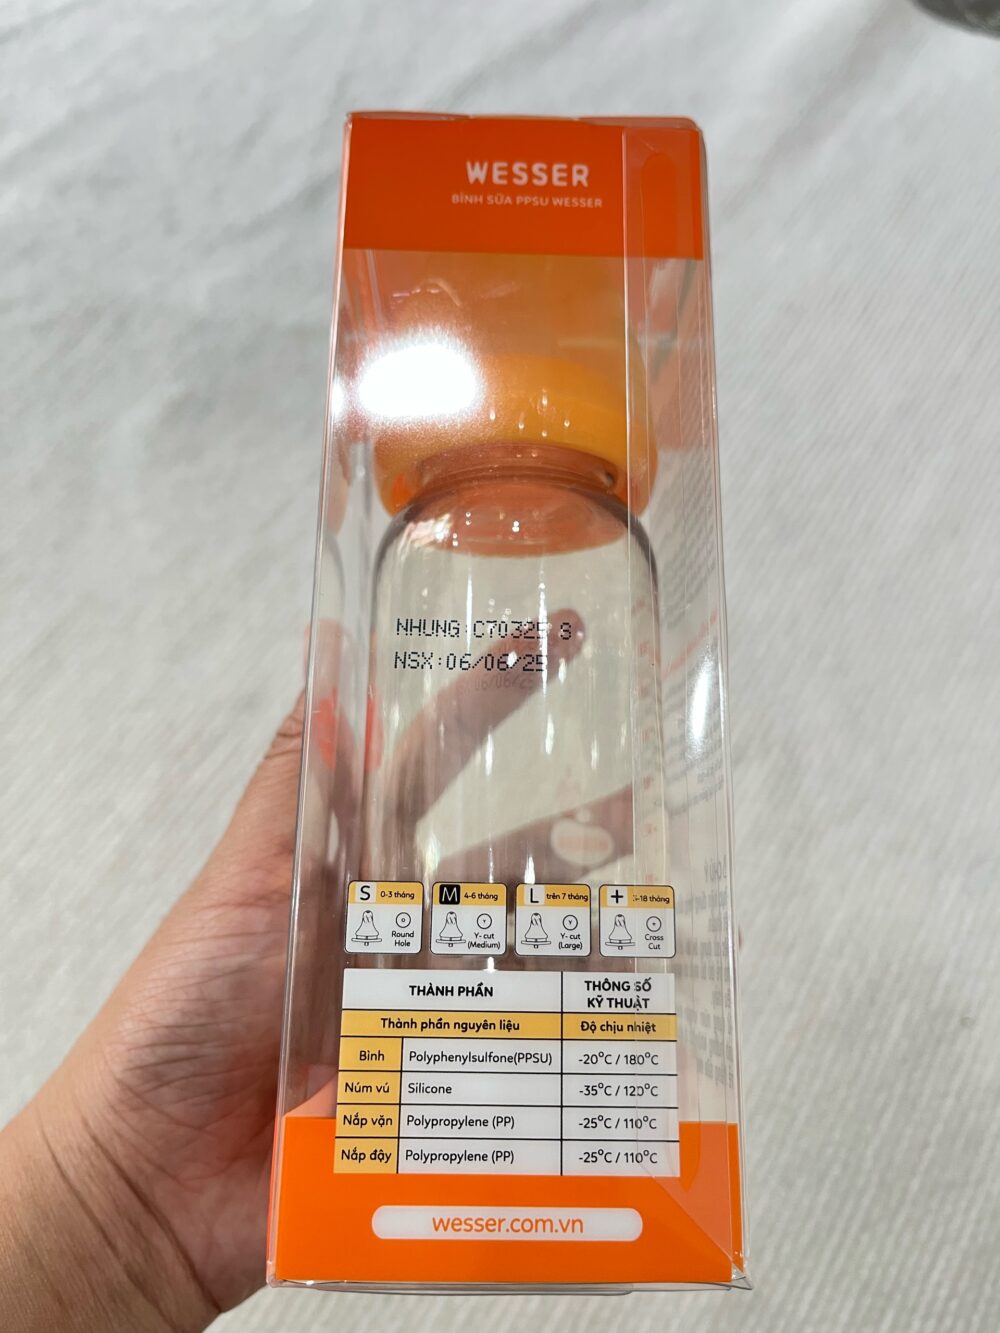 WESSER
BÌNH SỮA PPSU WESSER
NHUNG:C70325 S
NSX:06/06/25
S 0-3 tháng
Round
Hole
M 4-6 tháng
Y- cut
(Medium)
L trên 7 tháng
Y- cut
(Large)
+ 3-18 tháng
Cross
Cut
THÀNH PHẦN
THÔNG SỐ
KỸ THUẬT
Thành phần nguyên liệu Độ chịu nhiệt
Bình Polyphenylsulfone(PPSU) -20°C / 180°C
Núm vú Silicone -35°C / 120°C
Nắp vặn Polypropylene (PP) -25°C / 110°C
Nắp đậy Polypropylene (PP) -25°C / 110°C
wesser.com.vn